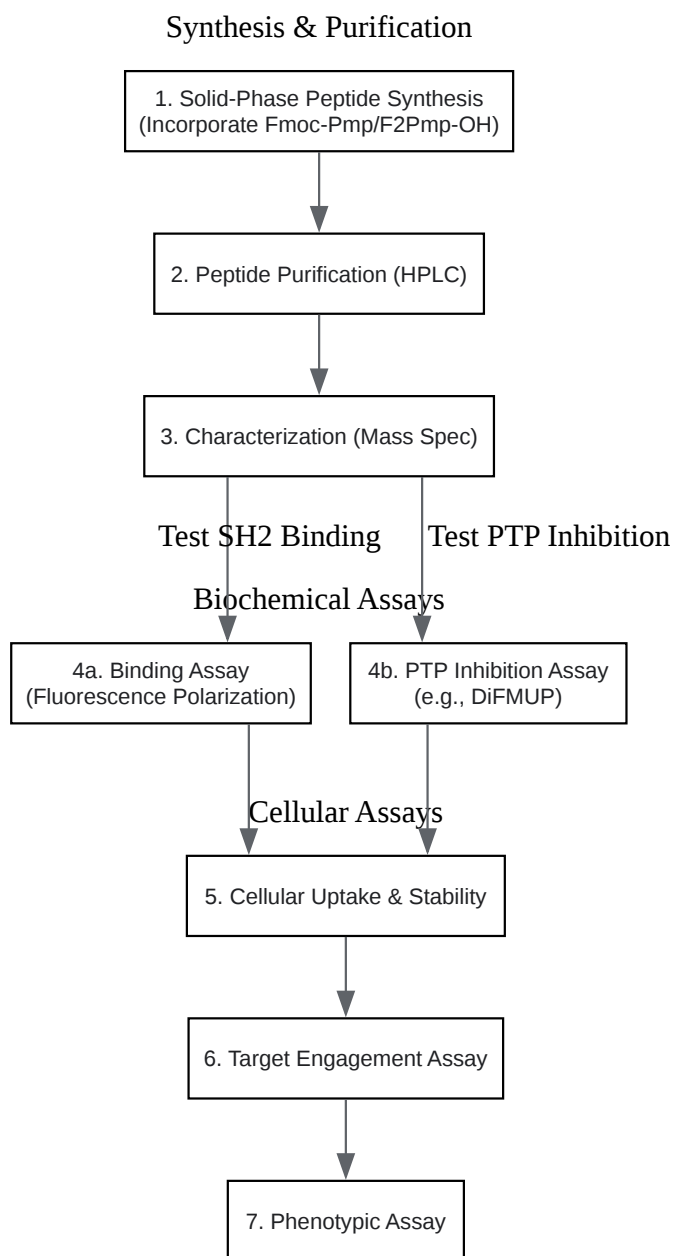 Synthesis & Purification
1. Solid-Phase Peptide Synthesis
(Incorporate Fmoc-Pmp/F2Pmp-OH)
2. Peptide Purification (HPLC)
3. Characterization (Mass Spec)
Test SH2 Binding
Test PTP Inhibition
Biochemical Assays
4a. Binding Assay
(Fluorescence Polarization)
4b. PTP Inhibition Assay
(e.g., DiFMUP)
Cellular Assays
5. Cellular Uptake & Stability
6. Target Engagement Assay
7. Phenotypic Assay